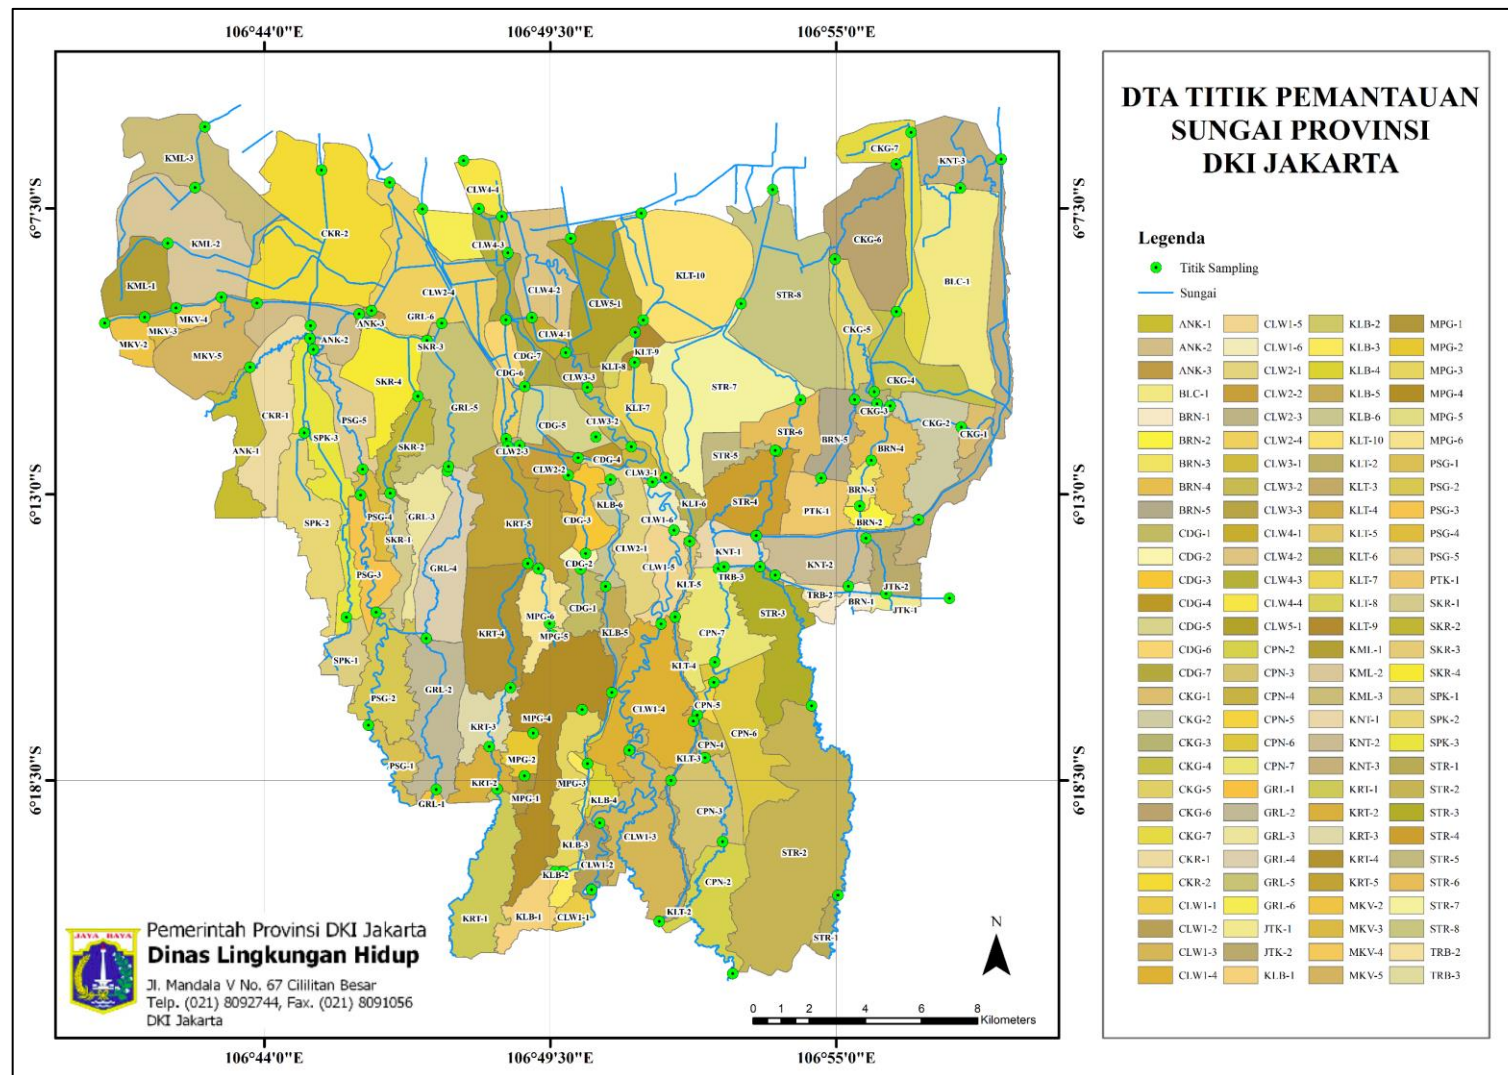 106°44'0"E
106°49'30"E
106°55'0"E
6°7'30"S
6°13'0"S
6°18'30"S
6°7'30"S
6°13'0"S
6°18'30"S
106°44'0"E
106°49'30"E
106°55'0"E
KML-3
KML-2
KML-1
MKV-4
MKV-3
MKV-2
MKV-5
CKR-2
CLW4-4
CLW4-3
CLW4-2
CLW5-1
CLW2-4
GRL-6
ANK-3
ANK-2
SKR-3
CLW4-1
CDG-7
CDG-6
CLW3-3
KLT-8
KLT-9
KLT-10
STR-8
CKG-7
KNT-3
CKG-6
BLC-1
CKG-5
CKG-4
CKG-3
CKG-2
CKG-1
SKR-4
CKR-1
SPK-3
PSG-5
GRL-5
SKR-2
ANK-1
CDG-5
CLW3-2
KLT-7
STR-7
STR-6
STR-5
BRN-5
BRN-4
CLW2-3
CLW2-2
CDG-4
CLW3-1
KLB-6
KLT-6
STR-4
PTK-1
BRN-3
BRN-2
SPK-2
PSG-4
GRL-3
SKR-1
KRT-5
CDG-3
CLW1-6
CLW2-1
KNT-1
KNT-2
GRL-4
PSG-3
CDG-2
CLW1-5
KLT-5
TRB-3
TRB-2
BRN-1
JTK-2
JTK-1
CDG-1
MPG-6
MPG-5
KLB-5
STR-3
KRT-4
CPN-7
SPK-1
KLT-4
PSG-2
GRL-2
KRT-3
MPG-4
CLW1-4
CPN-5
CPN-6
CPN-4
KLT-3
PSG-1
GRL-1
KRT-2
MPG-2
MPG-1
MPG-3
KLB-4
CPN-3
CLW1-3
KLB-3
CLW1-2
KLB-2
STR-2
CPN-2
KRT-1
KLB-1
CLW1-1
KLT-2
STR-1
JAYA RAYA
Pemerintah Provinsi DKI Jakarta
Dinas Lingkungan Hidup
Jl. Mandala V No. 67 Cililitan Besar
Telp. (021) 8092744, Fax. (021) 8091056
DKI Jakarta
N
0 1 2 4 6 8
Kilometers
DTA TITIK PEMANTAUAN
SUNGAI PROVINSI
DKI JAKARTA
Legenda
Titik Sampling
Sungai
ANK-1 CLW1-5 KLB-2 MPG-1
ANK-2 CLW1-6 KLB-3 MPG-2
ANK-3 CLW2-1 KLB-4 MPG-3
BLC-1 CLW2-2 KLB-5 MPG-4
BRN-1 CLW2-3 KLB-6 MPG-5
BRN-2 CLW2-4 KLT-10 MPG-6
BRN-3 CLW3-1 KLT-2 PSG-1
BRN-4 CLW3-2 KLT-3 PSG-2
BRN-5 CLW3-3 KLT-4 PSG-3
CDG-1 CLW4-1 KLT-5 PSG-4
CDG-2 CLW4-2 KLT-6 PSG-5
CDG-3 CLW4-3 KLT-7 PTK-1
CDG-4 CLW4-4 KLT-8 SKR-1
CDG-5 CLW5-1 KLT-9 SKR-2
CDG-6 CPN-2 KML-1 SKR-3
CDG-7 CPN-3 KML-2 SKR-4
CKG-1 CPN-4 KML-3 SPK-1
CKG-2 CPN-5 KNT-1 SPK-2
CKG-3 CPN-6 KNT-2 SPK-3
CKG-4 CPN-7 KNT-3 STR-1
CKG-5 GRL-1 KRT-1 STR-2
CKG-6 GRL-2 KRT-2 STR-3
CKG-7 GRL-3 KRT-3 STR-4
CKR-1 GRL-4 KRT-4 STR-5
CKR-2 GRL-5 KRT-5 STR-6
CLW1-1 GRL-6 MKV-2 STR-7
CLW1-2 JTK-1 MKV-3 STR-8
CLW1-3 JTK-2 MKV-4 TRB-2
CLW1-4 KLB-1 MKV-5 TRB-3